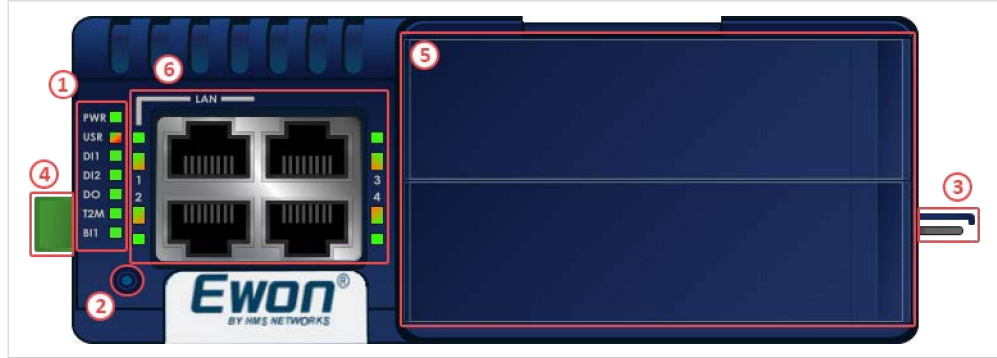 5
6
1
LAN
PWR
USR
DI1
DI2
DO
T2M
BI1
4
1
2
3
4
3
2
Ewon®
BY HMS NETWORKS